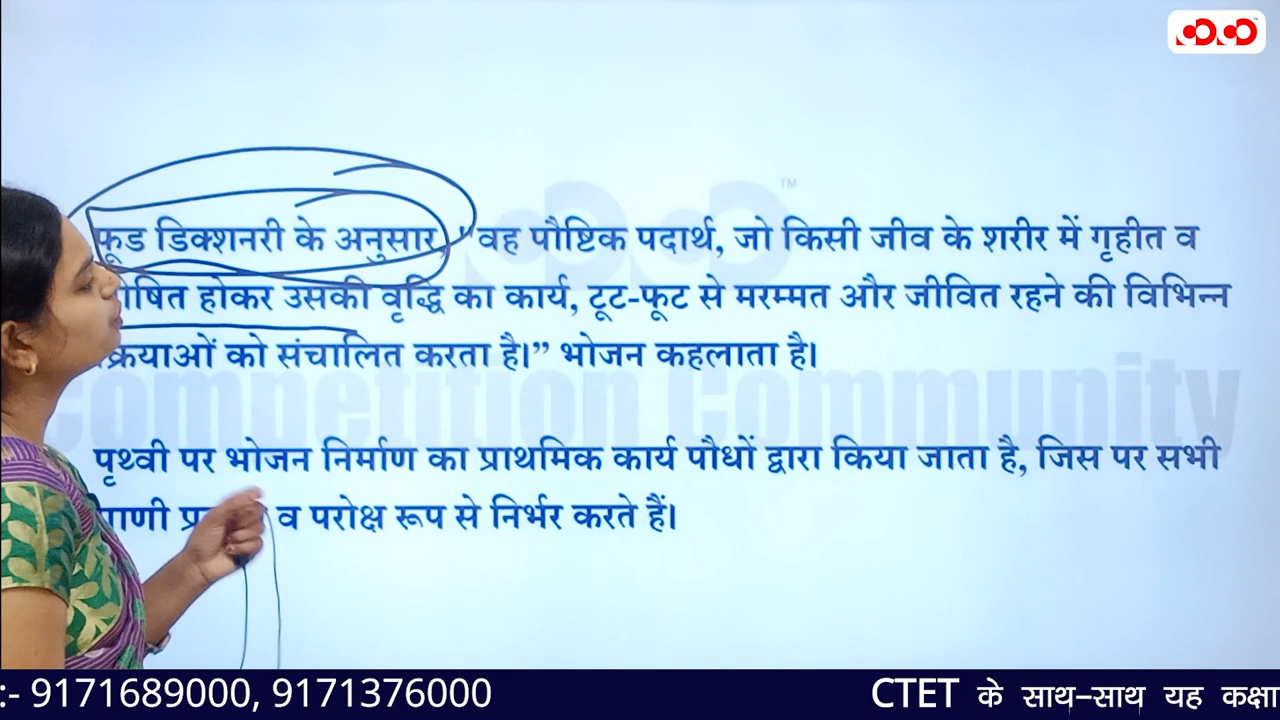 फूड डिक्शनरी के अनुसार, "वह पौष्टिक पदार्थ, जो किसी जीव के शरीर में गृहीत व
होकर उसकी वृद्धि का कार्य, टूट-फूट से मरम्मत और जीवित रहने की विभिन्न
को संचालित करता है।” भोजन कहलाता है।
Competition Community
पृथ्वी पर भोजन निर्माण का प्राथमिक कार्य पौधों द्वारा किया जाता है, जिस पर सभी
व परोक्ष रूप से निर्भर करते हैं।
:- 9171689000, 9171376000
CTET के साथ–साथ यह कक्षा